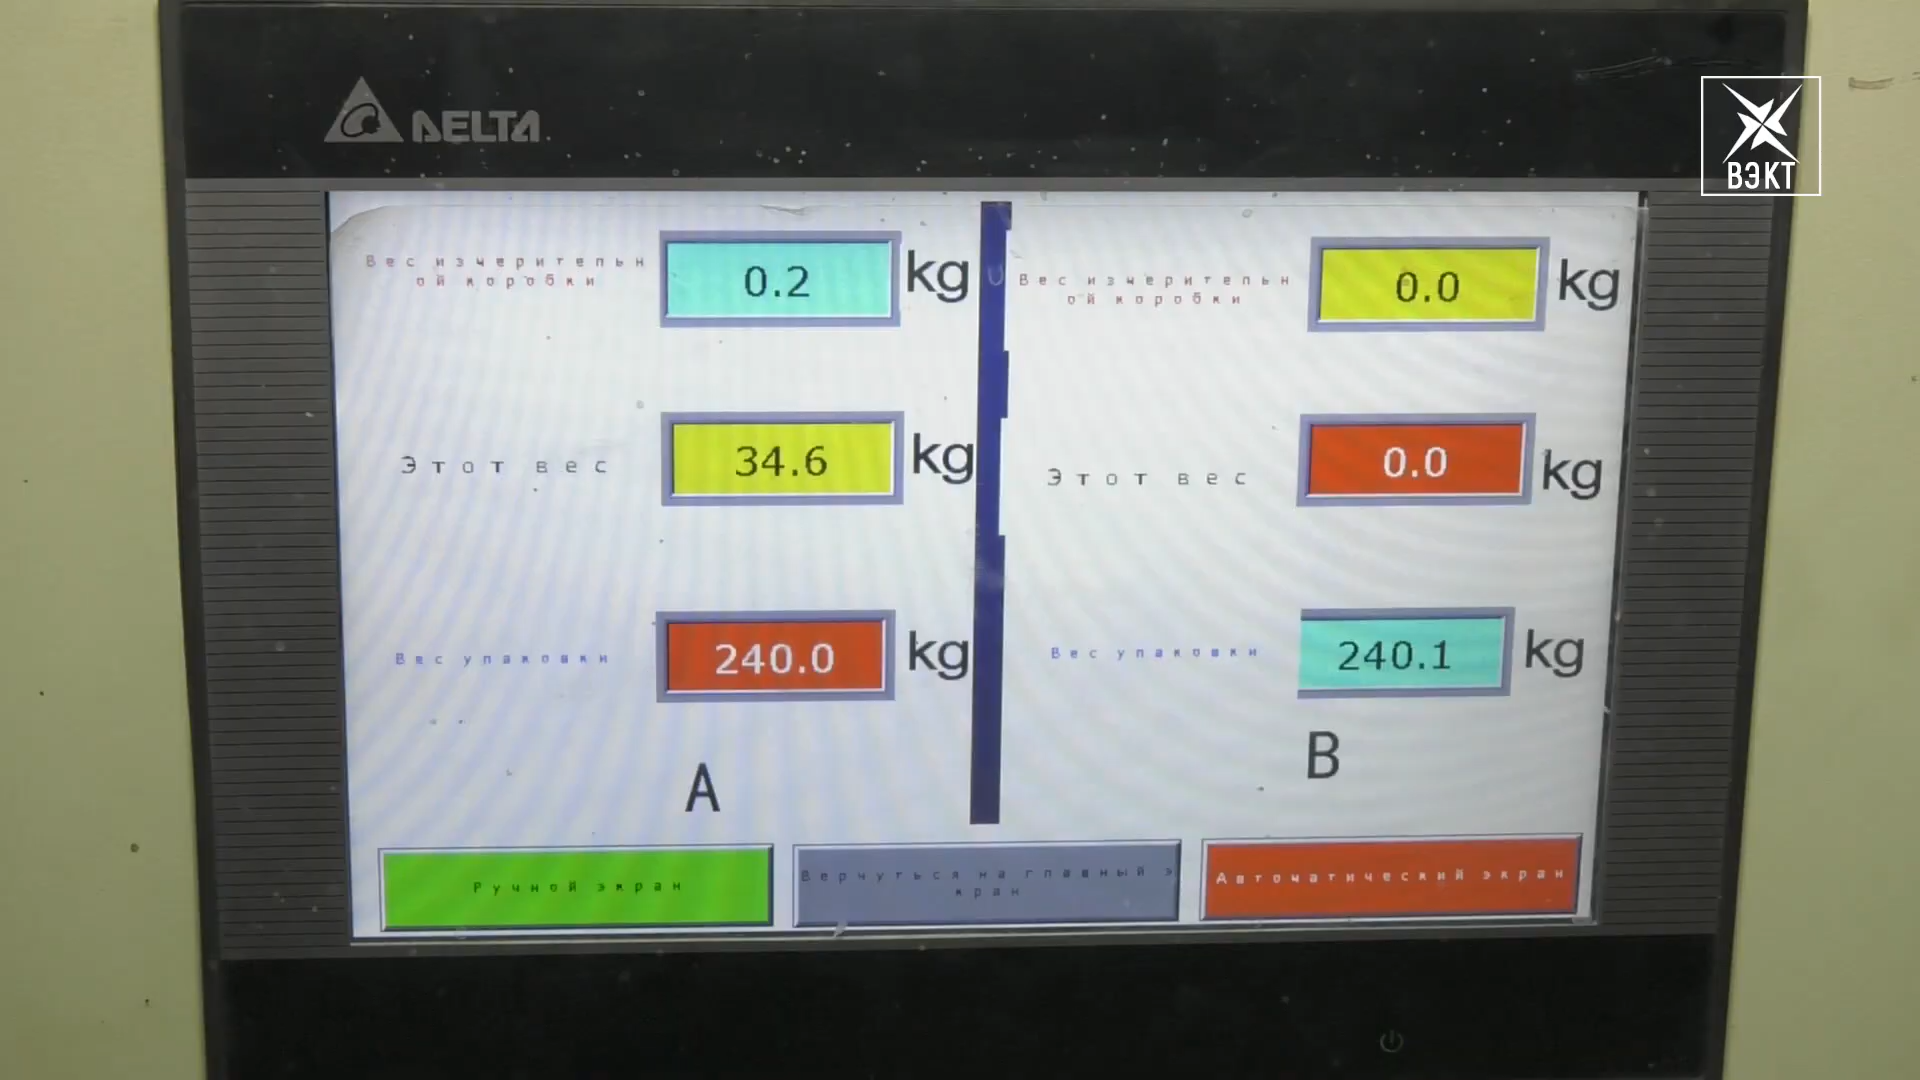 DELTA
ВЭКТ
Вес измерительн
ой коробки
0.2 kg
Этот вес
34.6 kg
Вес упаковки
240.0 kg
A
Вес измерительн
ой коробки
0.0 kg
Этот вес
0.0 kg
Вес упаковки
240.1 kg
B
Ручной экран
Вернуться на главный э
кран
Автоматический экран